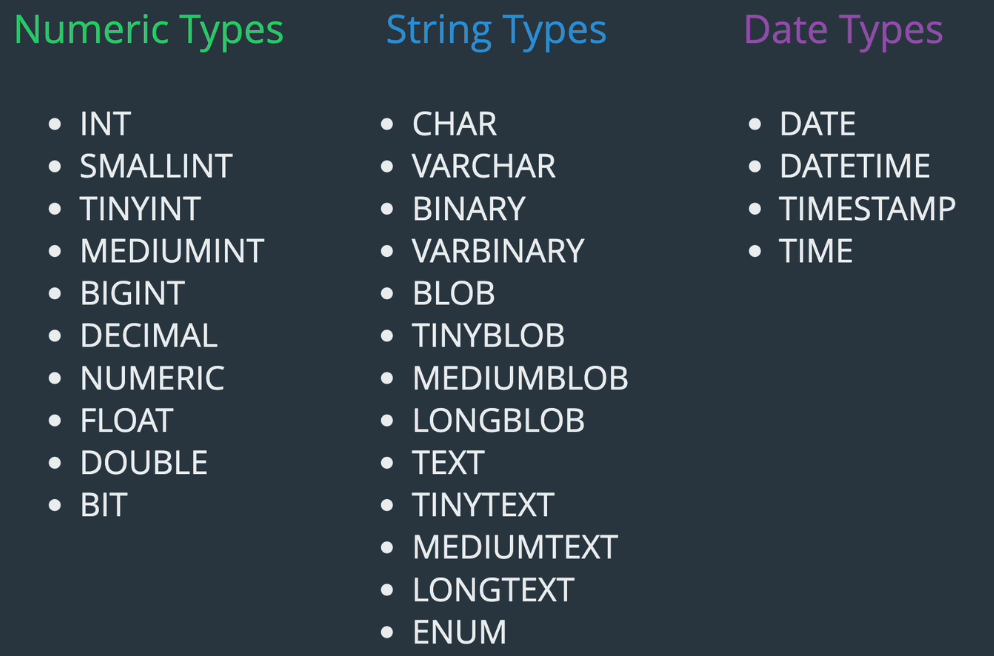 Numeric Types
• INT
• SMALLINT
• TINYINT
• MEDIUMINT
• BIGINT
• DECIMAL
• NUMERIC
• FLOAT
• DOUBLE
• BIT
String Types
• CHAR
• VARCHAR
• BINARY
• VARBINARY
• BLOB
• TINYBLOB
• MEDIUMBLOB
• LONGBLOB
• TEXT
• TINYTEXT
• MEDIUMTEXT
• LONGTEXT
• ENUM
Date Types
• DATE
• DATETIME
• TIMESTAMP
• TIME